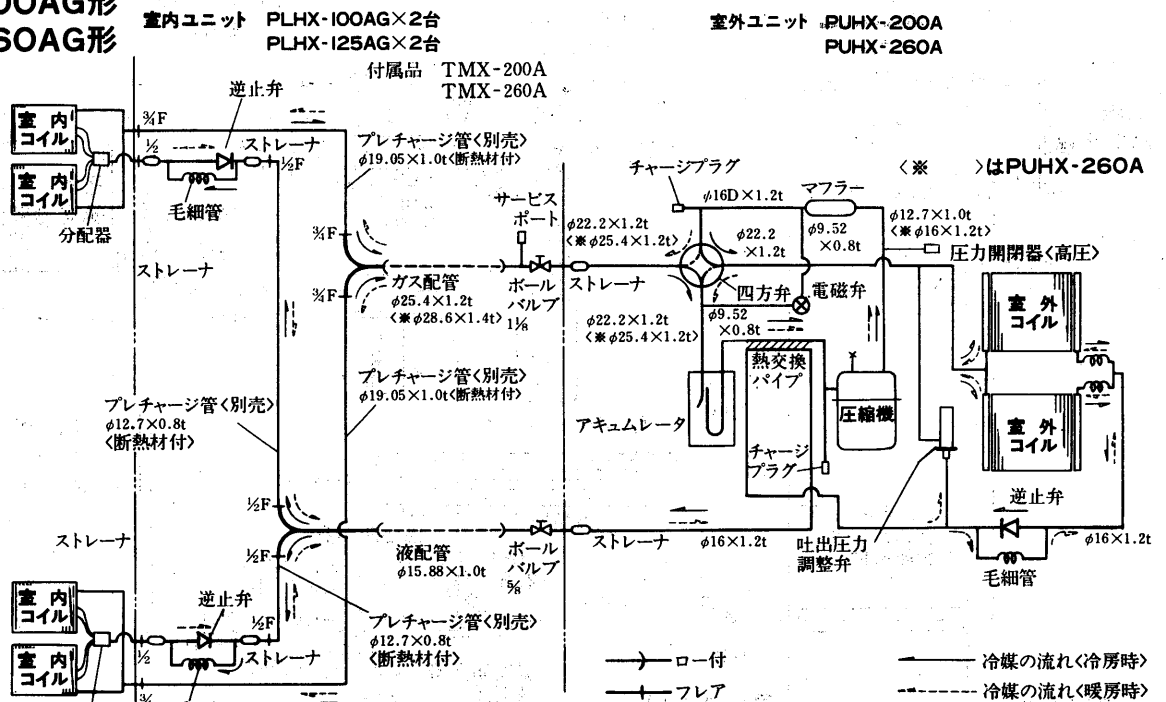 00AG形
60AG形
室内ユニット PLHX-100AG×2台
PLHX-125AG×2台
室外ユニット PUHX-200A
PUHX-260A
付属品 TMX-200A
TMX-260A
逆止弁
室内
コイル
室内
コイル
3/4F
1/2
ストレーナ
1/2F
毛細管
分配器
ストレーナ
プレチャージ管<別売>
φ19.05×1.0t<断熱材付>
3/4F
3/4F
ガス配管
φ25.4×1.2t
<※φ28.6×1.4t>
サービス
ポート
ボール
バルブ
1 1/8
ストレーナ
φ22.2×1.2t
<※φ25.4×1.2t>
φ22.2×1.2t
<※φ25.4×1.2t>
チャージプラグ
φ16D×1.2t
マフラー
<※ >はPUHX-260A
φ12.7×1.0t
<※φ16×1.2t>
φ22.2
×1.2t
φ9.52
×0.8t
圧力開閉器<高圧>
四方弁
電磁弁
φ9.52
×0.8t
室外
コイル
室外
コイル
熱交換
パイプ
圧縮機
アキュムレータ
チャージ
プラグ
プレチャージ管<別売>
φ19.05×1.0t<断熱材付>
プレチャージ管<別売>
φ12.7×0.8t
<断熱材付>
1/2F
1/2F
液配管
φ15.88×1.0t
ボール
バルブ
5/8
ストレーナ
φ16×1.2t
吐出圧力
調整弁
逆止弁
毛細管
φ16×1.2t
ストレーナ
室内
コイル
室内
コイル
逆止弁
1/2F
1/2
ストレーナ
3/
プレチャージ管<別売>
φ12.7×0.8t
<断熱材付>
ロー付
フレア
冷媒の流れ<冷房時>
冷媒の流れ<暖房時>